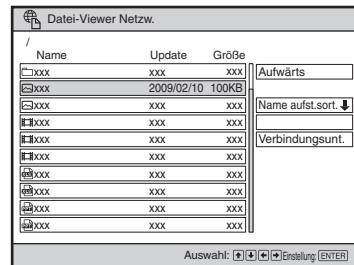 Datei-Viewer Netzw.
/
Name Update Größe
xxx xxx xxx Aufwärts
xxx 2009/02/10 100KB
xxx xxx xxx Name aufst.sort.
xxx xxx xxx
xxx xxx xxx Verbindungsunt.
xxx xxx xxx
xxx xxx xxx
xxx xxx xxx
xxx xxx xxx
xxx xxx xxx
Auswahl: Einstellung: ENTER